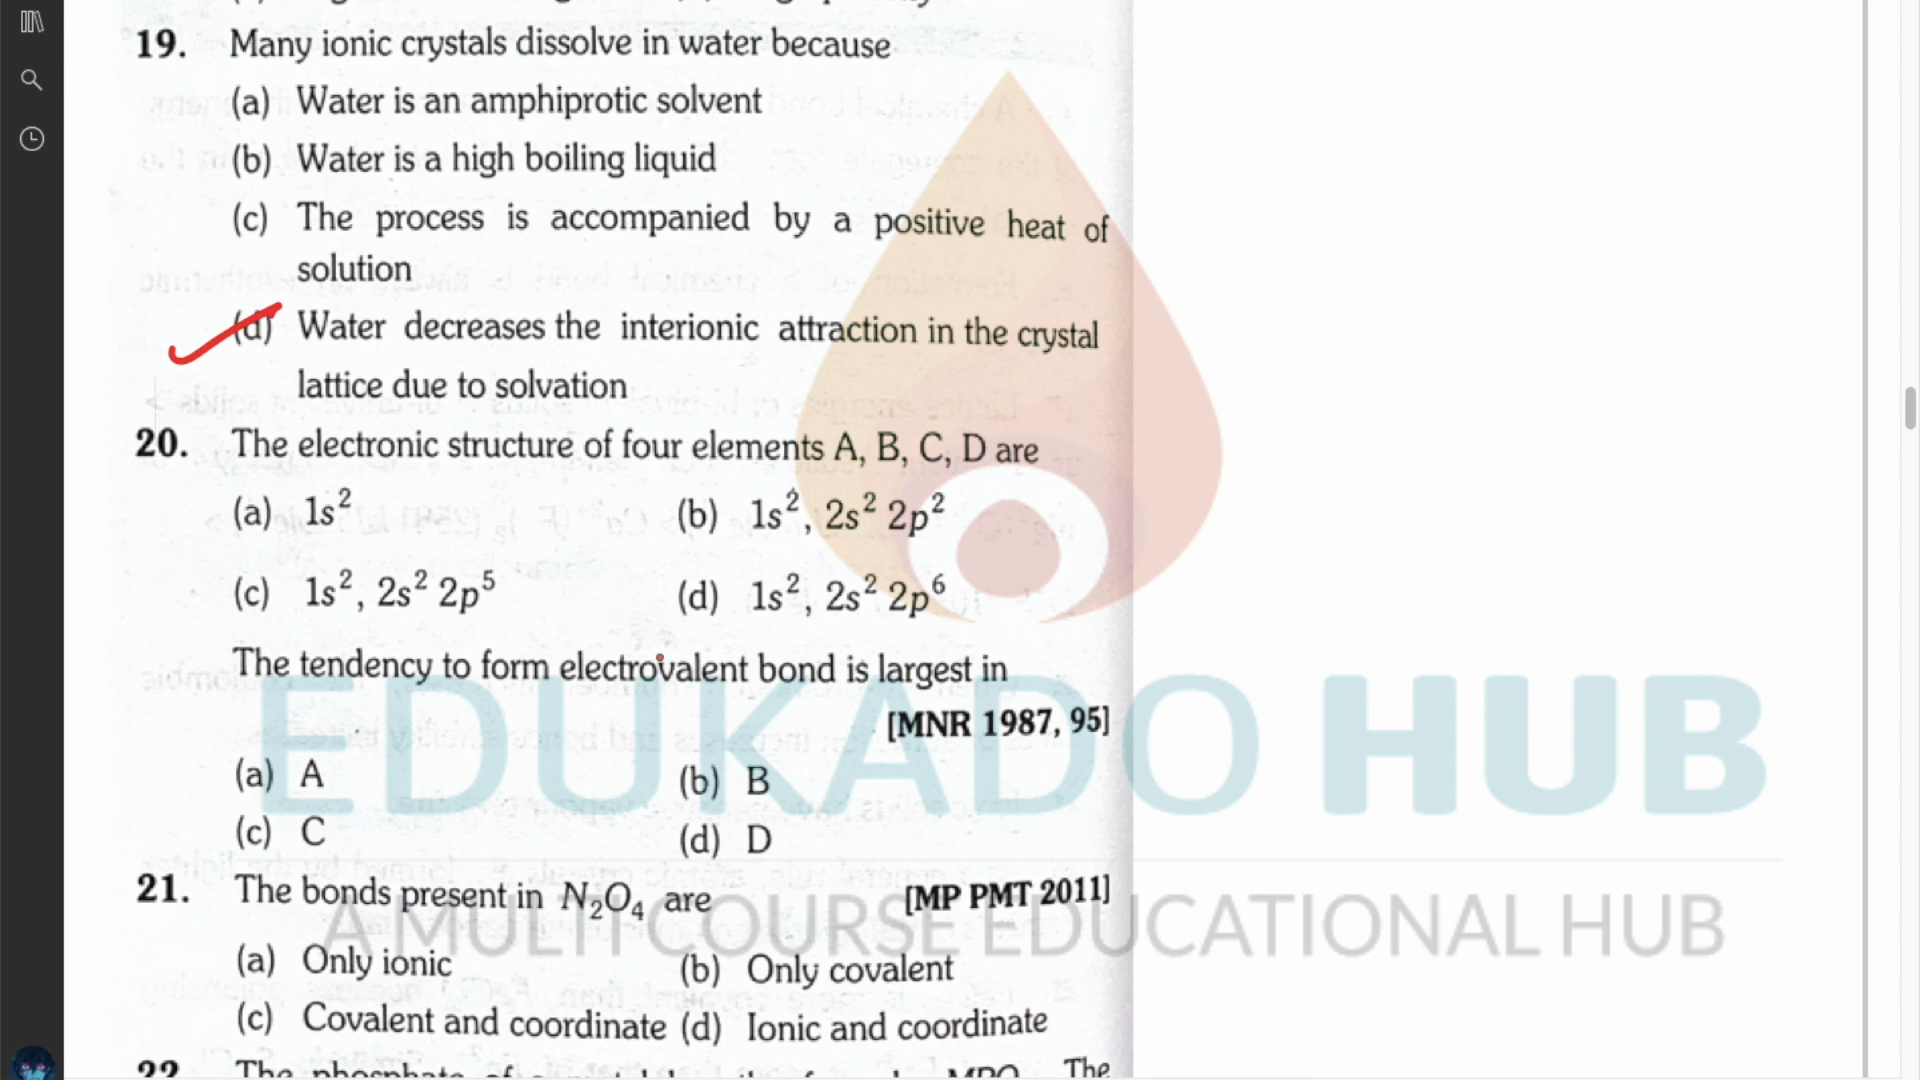 19. Many ionic crystals dissolve in water because
(a) Water is an amphiprotic solvent
(b) Water is a high boiling liquid
(c) The process is accompanied by a positive heat of
solution
(d) Water decreases the interionic attraction in the crystal
lattice due to solvation
20. The electronic structure of four elements A, B, C, D are
(a) 1s² (b) 1s², 2s² 2p²
(c) 1s², 2s² 2p⁵ (d) 1s², 2s² 2p⁶
The tendency to form electrovalent bond is largest in
[MNR 1987, 95]
(a) A (b) B
(c) C (d) D
EDUKADO HUB
21. The bonds present in N₂O₄ are [MP PMT 2011]
A MULTI COURSE EDUCATIONAL HUB
(a) Only ionic (b) Only covalent
(c) Covalent and coordinate (d) Ionic and coordinate
22 The